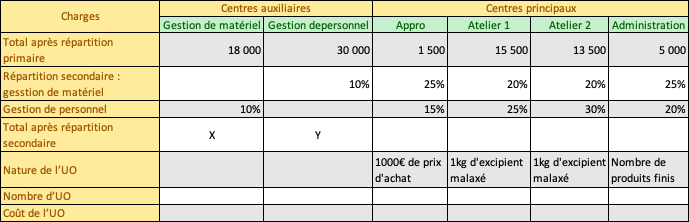 Charges Centres auxiliaires Centres principaux
Gestion de matériel Gestion depersonnel Appro Atelier 1 Atelier 2 Administration
Total après répartition
primaire 18 000 30 000 1 500 15 500 13 500 5 000
Répartition secondaire :
gesstion de matériel 10% 25% 20% 20% 25%
Gestion de personnel 10% 15% 25% 30% 20%
Total après répartition
secondaire X Y
Nature de l'UO 1000€ de prix 1kg d'excipient 1kg d'excipient Nombre de
d'achat malaxé malaxé produits finis
Nombre d'UO
Coût de l'UO